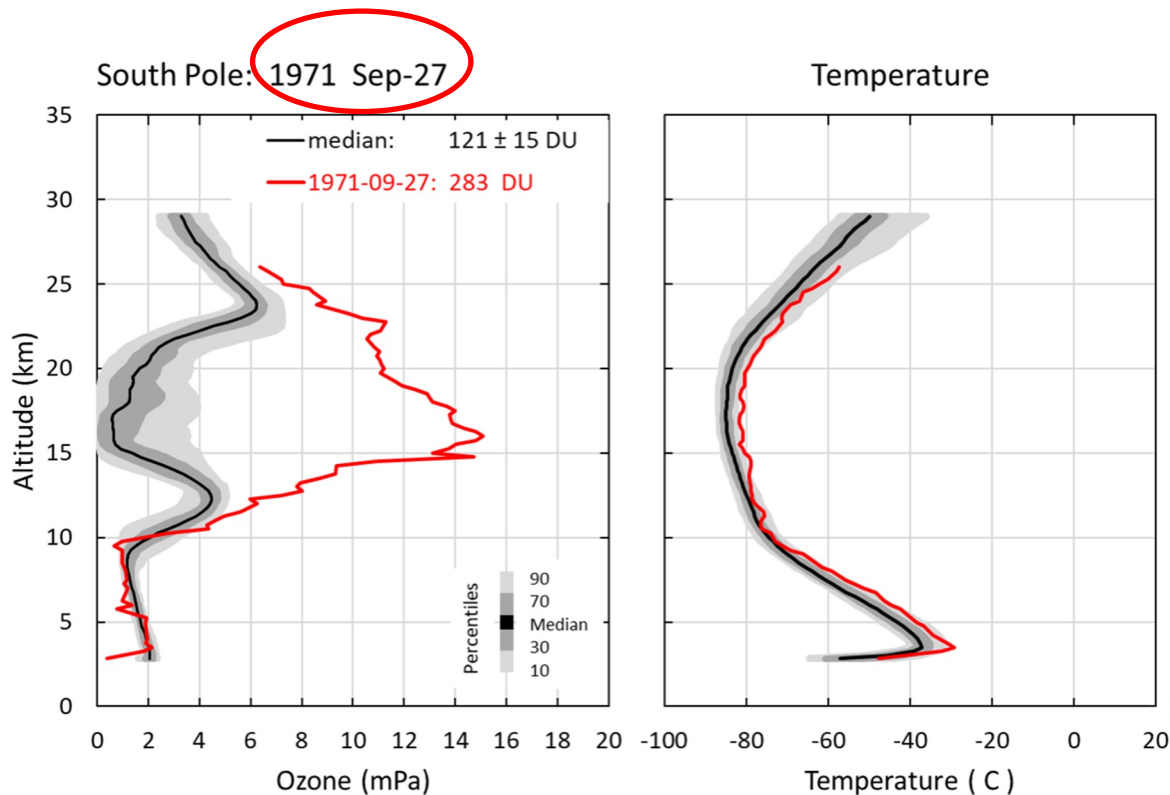 South Pole: 1971 Sep-27
Temperature
median: 121 ± 15 DU
1971-09-27: 283 DU
35
30
25
20
15
10
5
0
Altitude (km)
Percentiles
90
70
Median
30
10
0 2 4 6 8 10 12 14 16 18 20
-100 -80 -60 -40 -20 0 20
Ozone (mPa)
Temperature ( C )